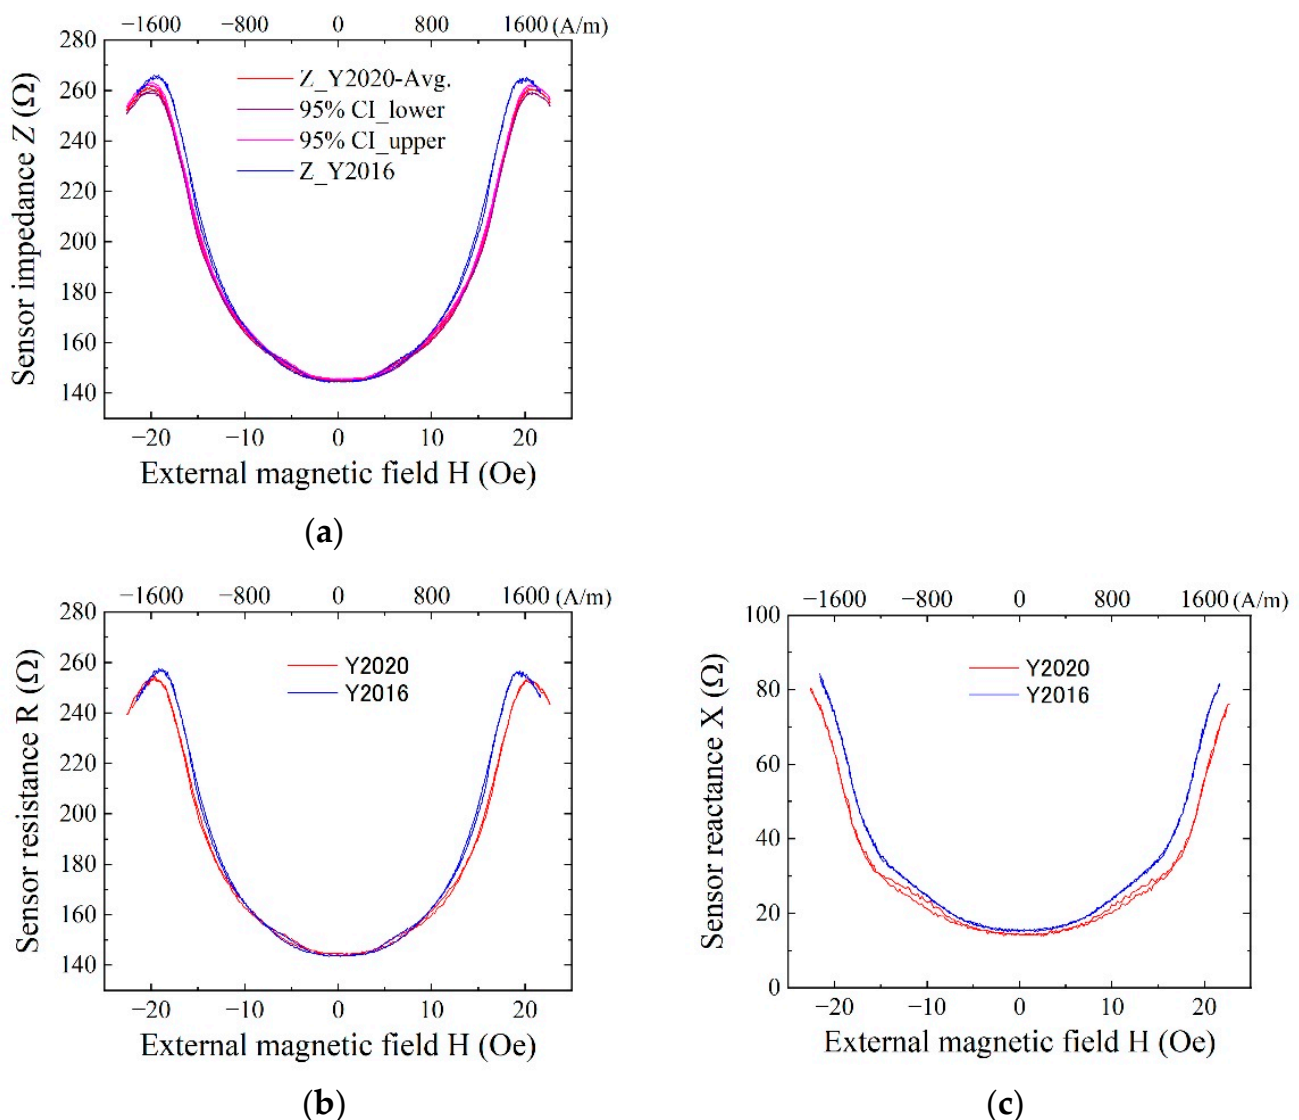 −1600 −800 0 800 1600 (A/m)
280
260
240
220
200
180
160
140
Sensor impedance Z (Ω)
Z_Y2020-Avg.
95% CI_lower
95% CI_upper
Z_Y2016
−20 −10 0 10 20
External magnetic field H (Oe)
(a)
−1600 −800 0 800 1600 (A/m)
280
260
240
220
200
180
160
140
Sensor resistance R (Ω)
Y2020
Y2016
−20 −10 0 10 20
External magnetic field H (Oe)
(b)
−1600 −800 0 800 1600 (A/m)
100
80
60
40
20
0
Sensor reactance X (Ω)
Y2020
Y2016
−20 −10 0 10 20
External magnetic field H (Oe)
(c)